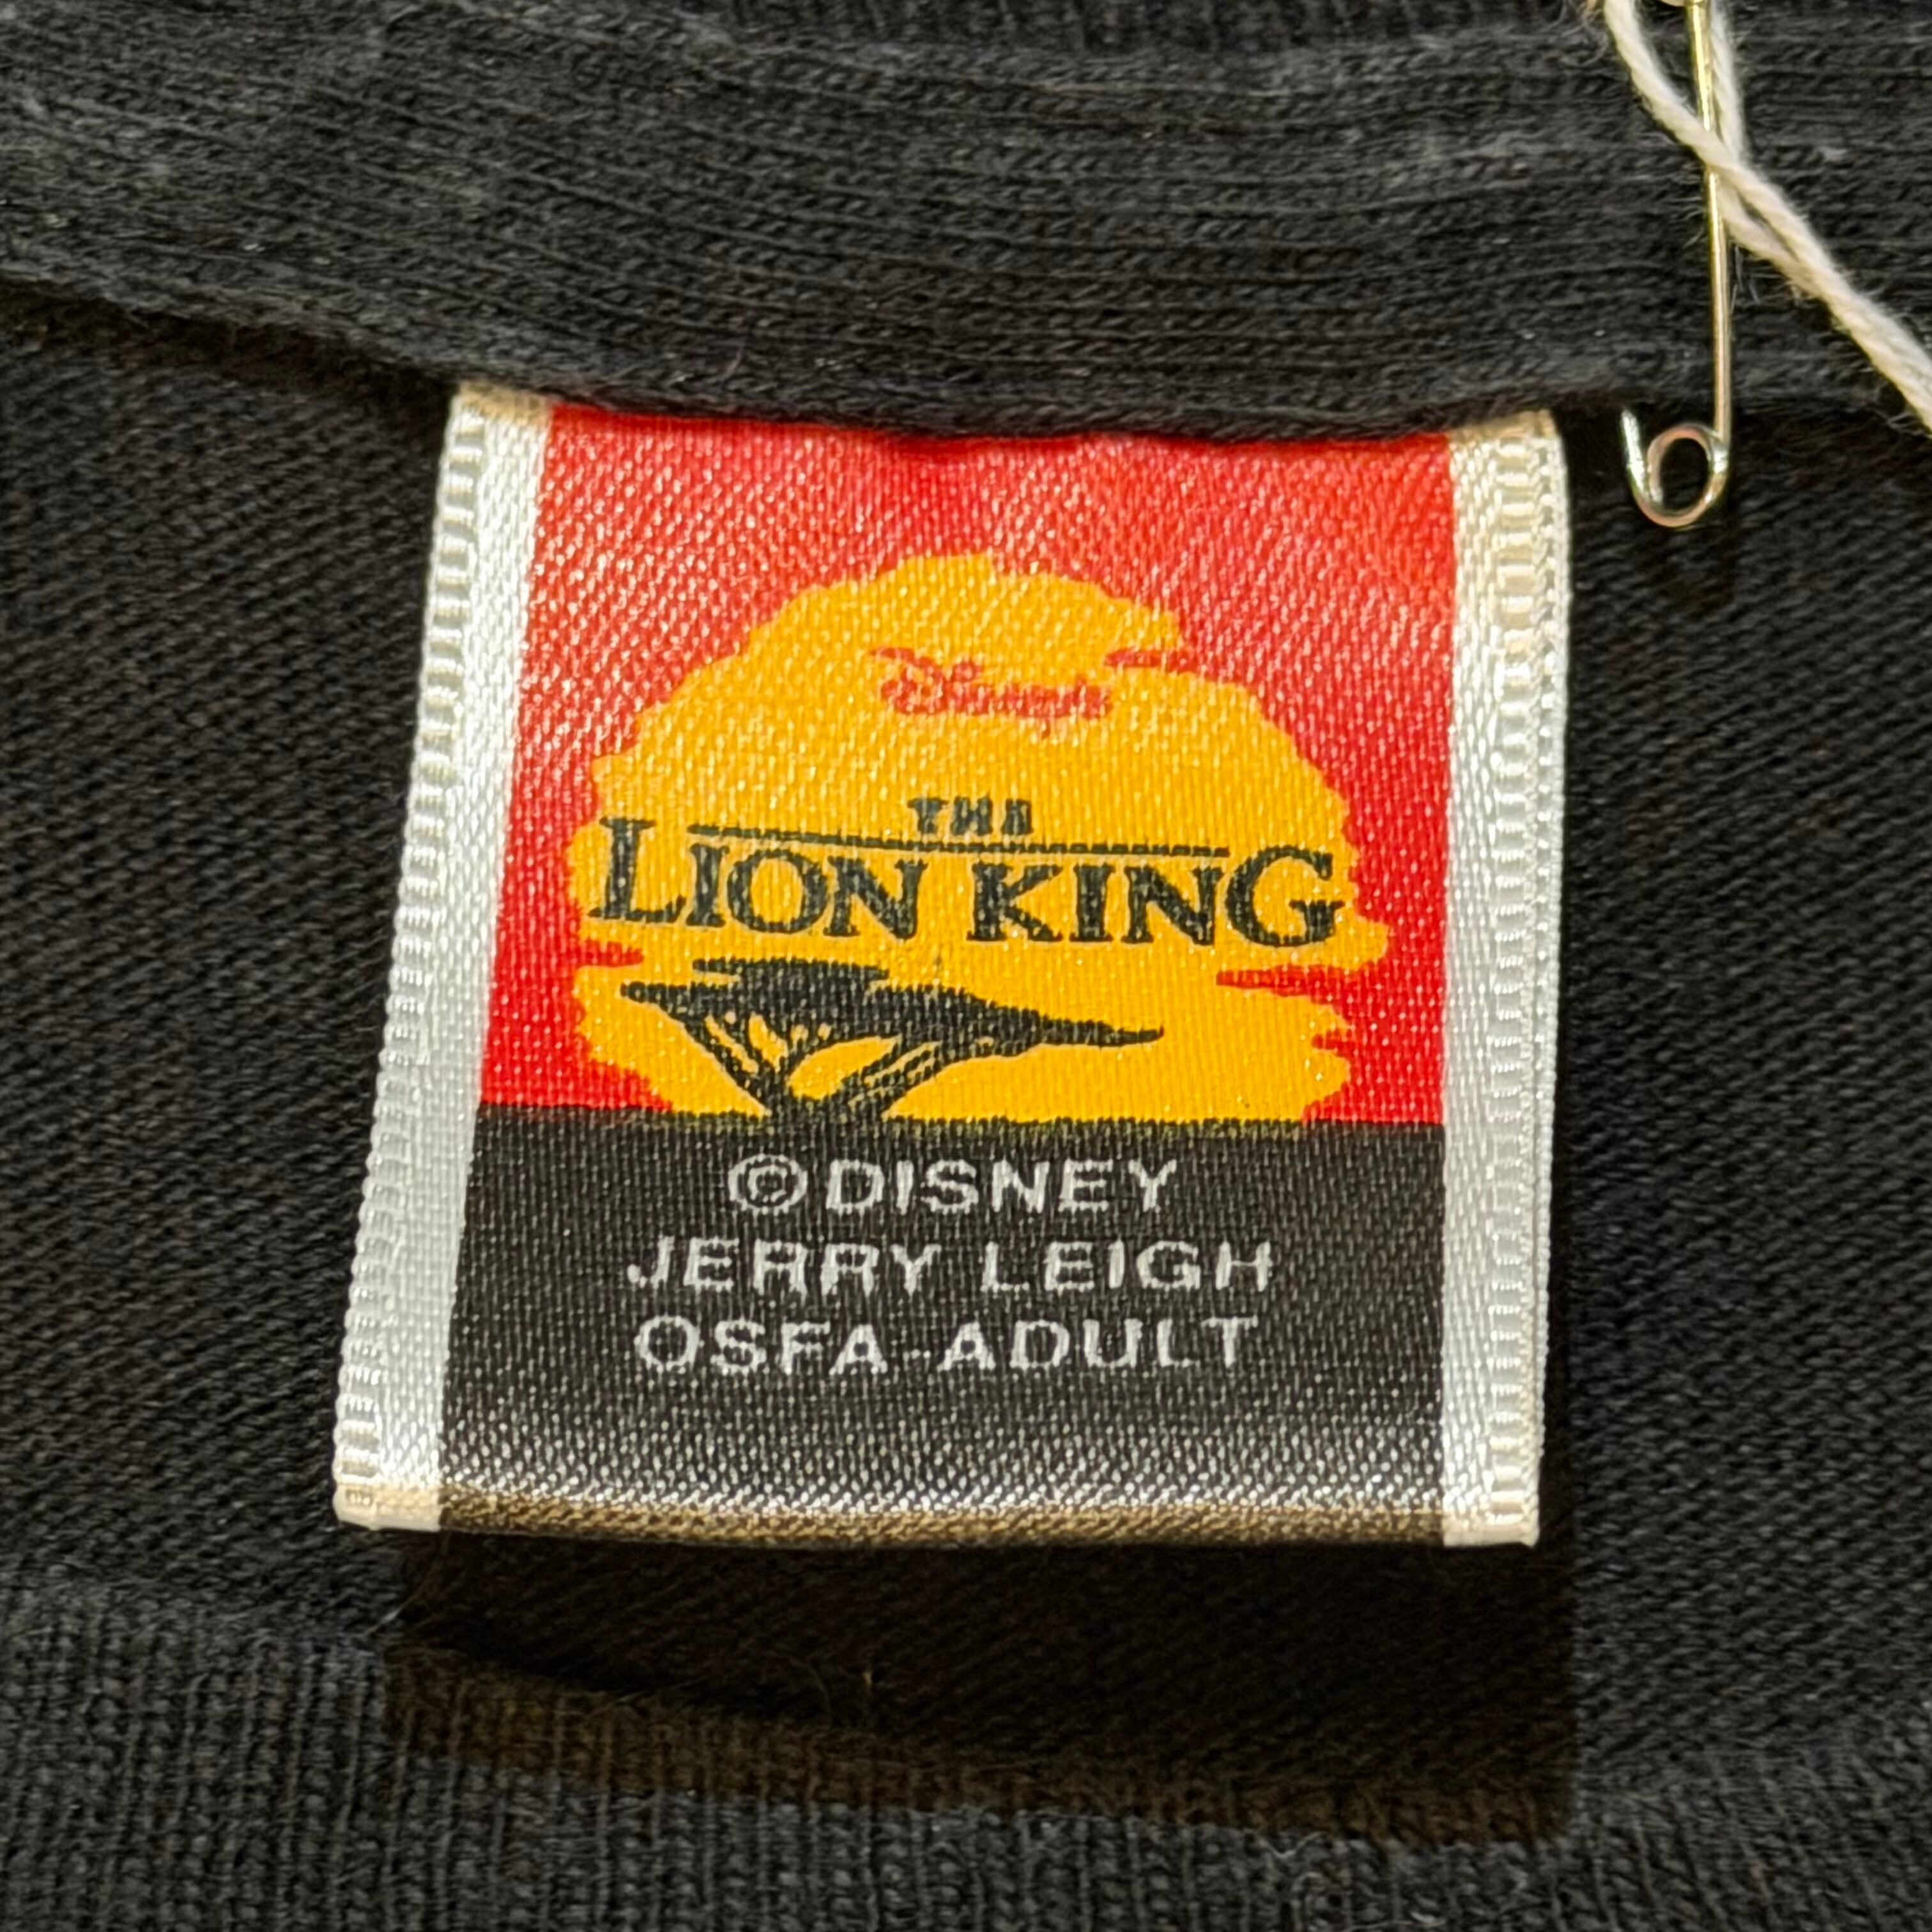 Disney's
THE
LION KING
©DISNEY
JERRY LEIGH
OSFA-ADULT